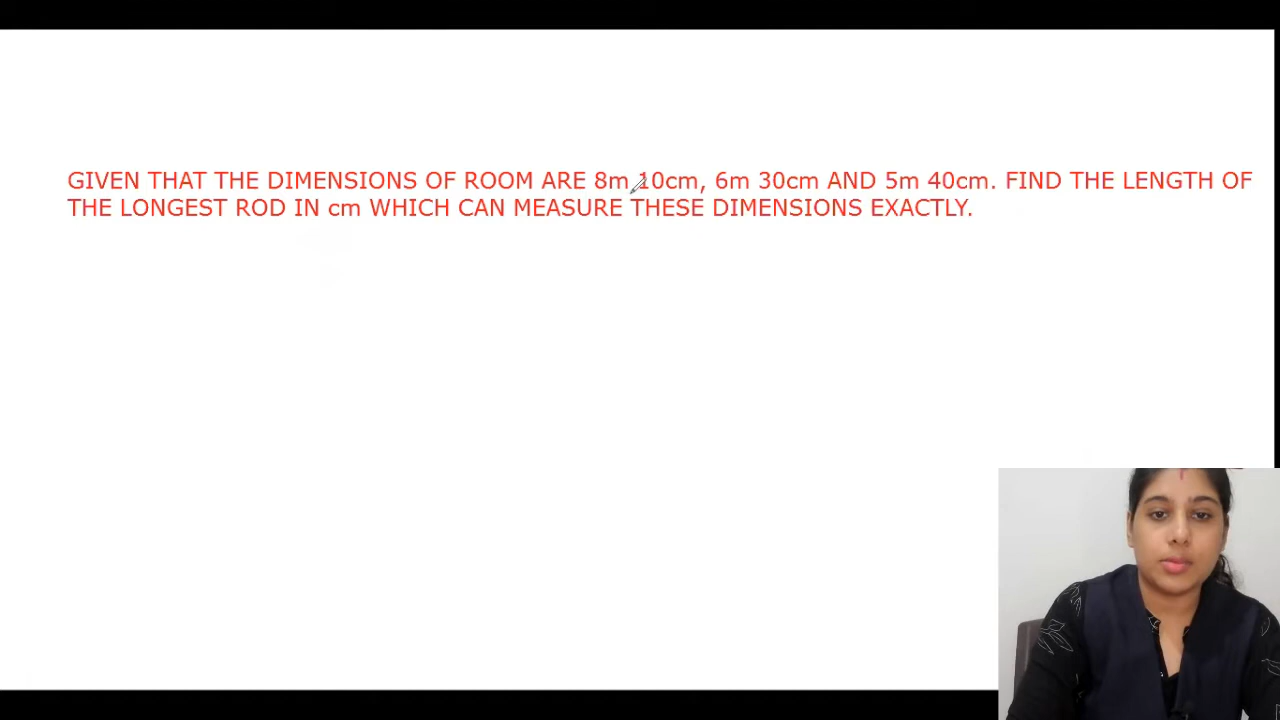 GIVEN THAT THE DIMENSIONS OF ROOM ARE 8m 10cm, 6m 30cm AND 5m 40cm. FIND THE LENGTH OF
THE LONGEST ROD IN cm WHICH CAN MEASURE THESE DIMENSIONS EXACTLY.